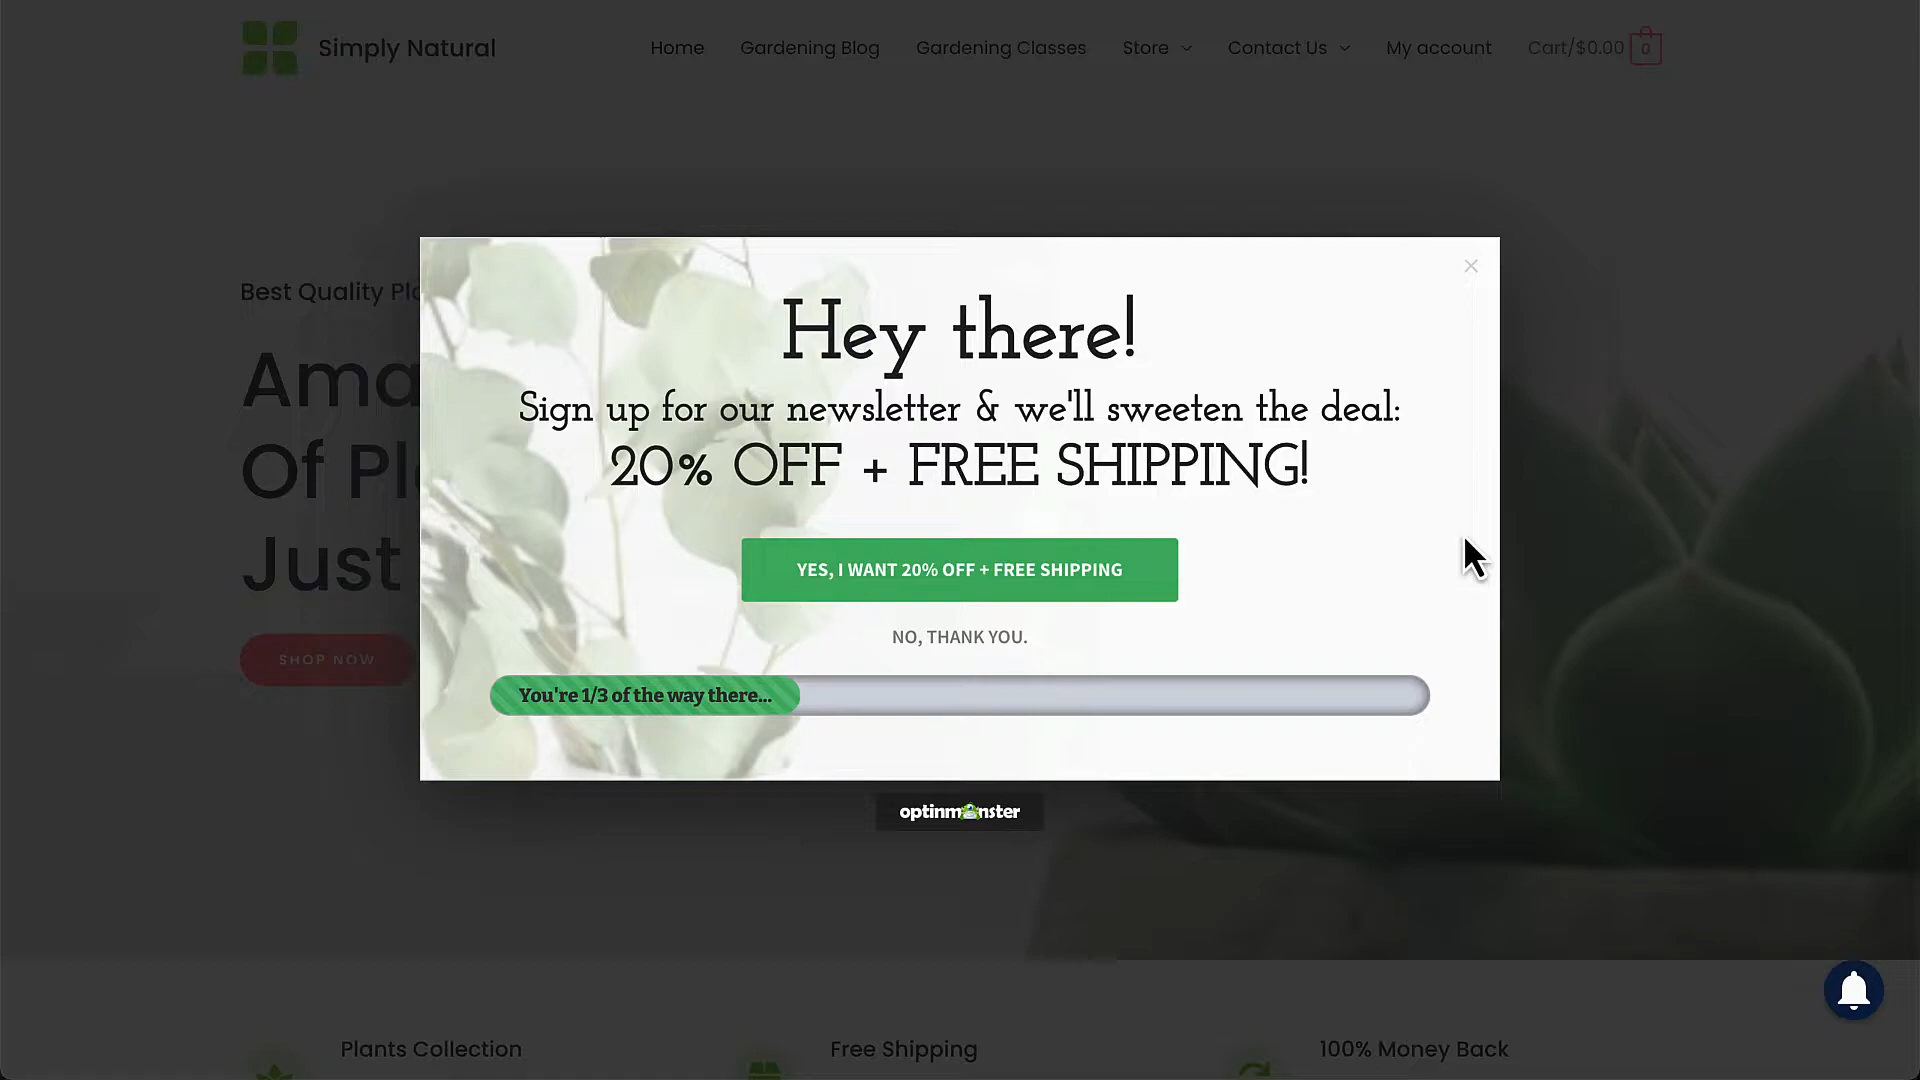 Simply Natural
Home Gardening Blog Gardening Classes Store Contact Us My account Cart/$0.00 0
Best Quality
Hey there!
Sign up for our newsletter & we'll sweeten the deal:
20% OFF + FREE SHIPPING!
Of
Just
YES, I WANT 20% OFF + FREE SHIPPING
NO, THANK YOU.
SHOP NOW
You're 1/3 of the way there...
optinmonster
Plants Collection
Free Shipping
100% Money Back